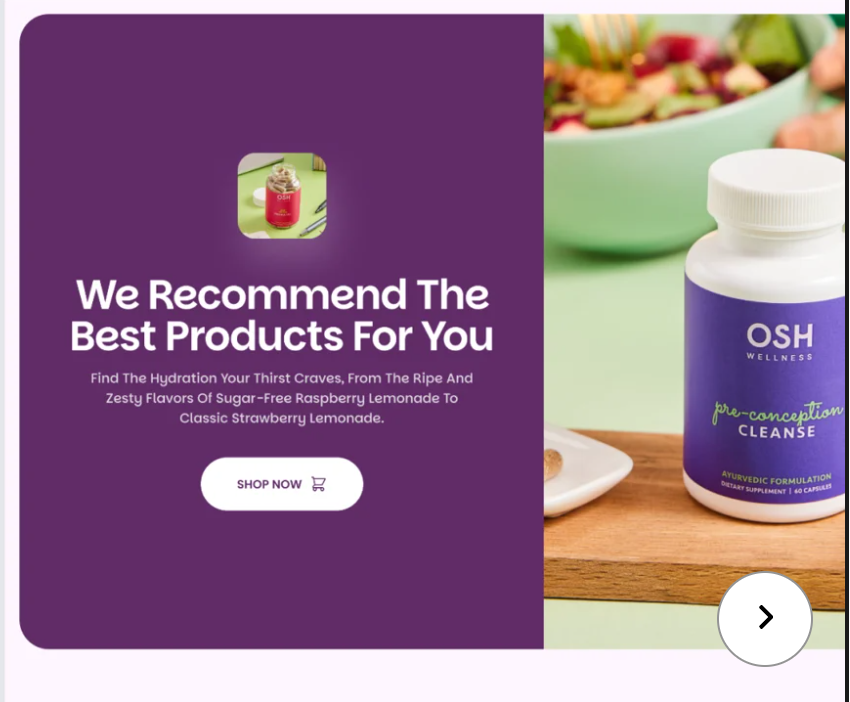 OSH
We Recommend The
Best Products For You
Find The Hydration Your Thirst Craves, From The Ripe And
Zesty Flavors Of Sugar-Free Raspberry Lemonade To
Classic Strawberry Lemonade.
SHOP NOW
OSH
WELLNESS
pre-conception
CLEANSE
AYURVEDIC FORMULATION
DIETARY SUPPLEMENT | 60 CAPSULES